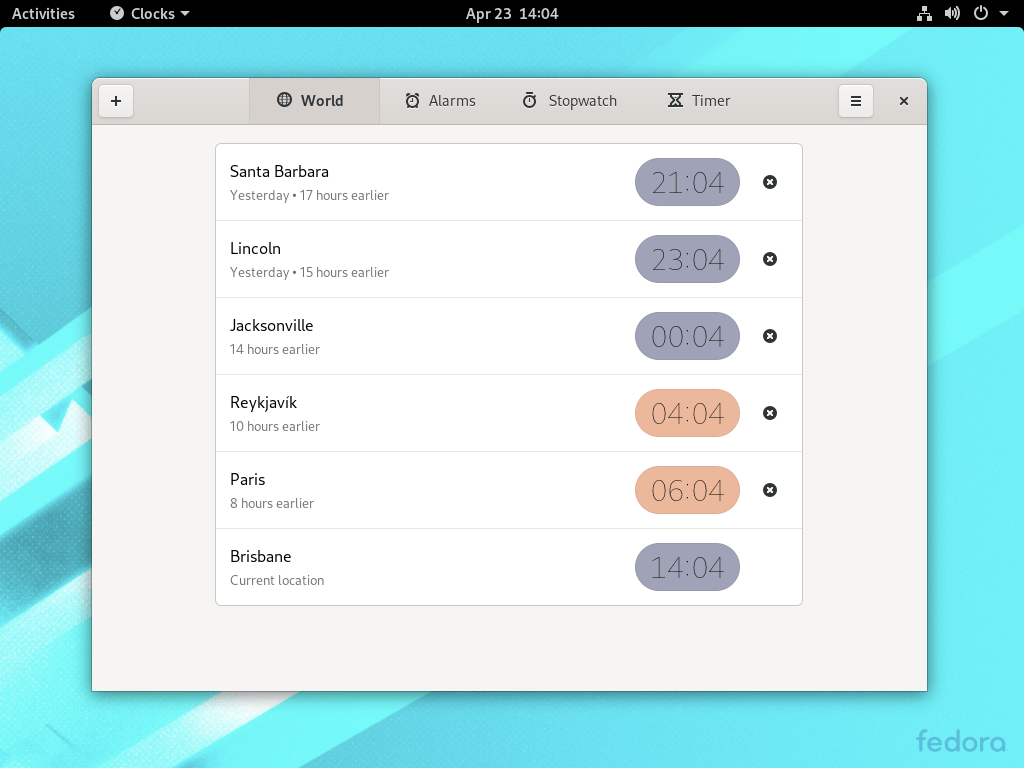 Activities Clocks Apr 23 14:04
World Alarms Stopwatch Timer
Santa Barbara
Yesterday • 17 hours earlier
21:04
Lincoln
Yesterday • 15 hours earlier
23:04
Jacksonville
14 hours earlier
00:04
Reykjavík
10 hours earlier
04:04
Paris
8 hours earlier
06:04
Brisbane
Current location
14:04
fedora